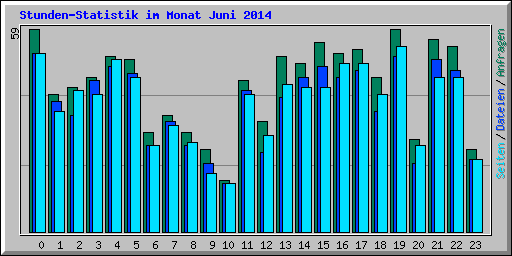 Stunden-Statistik im Monat Juni 2014
59
Seiten / Dateien / Anfragen
0 1 2 3 4 5 6 7 8 9 10 11 12 13 14 15 16 17 18 19 20 21 22 23